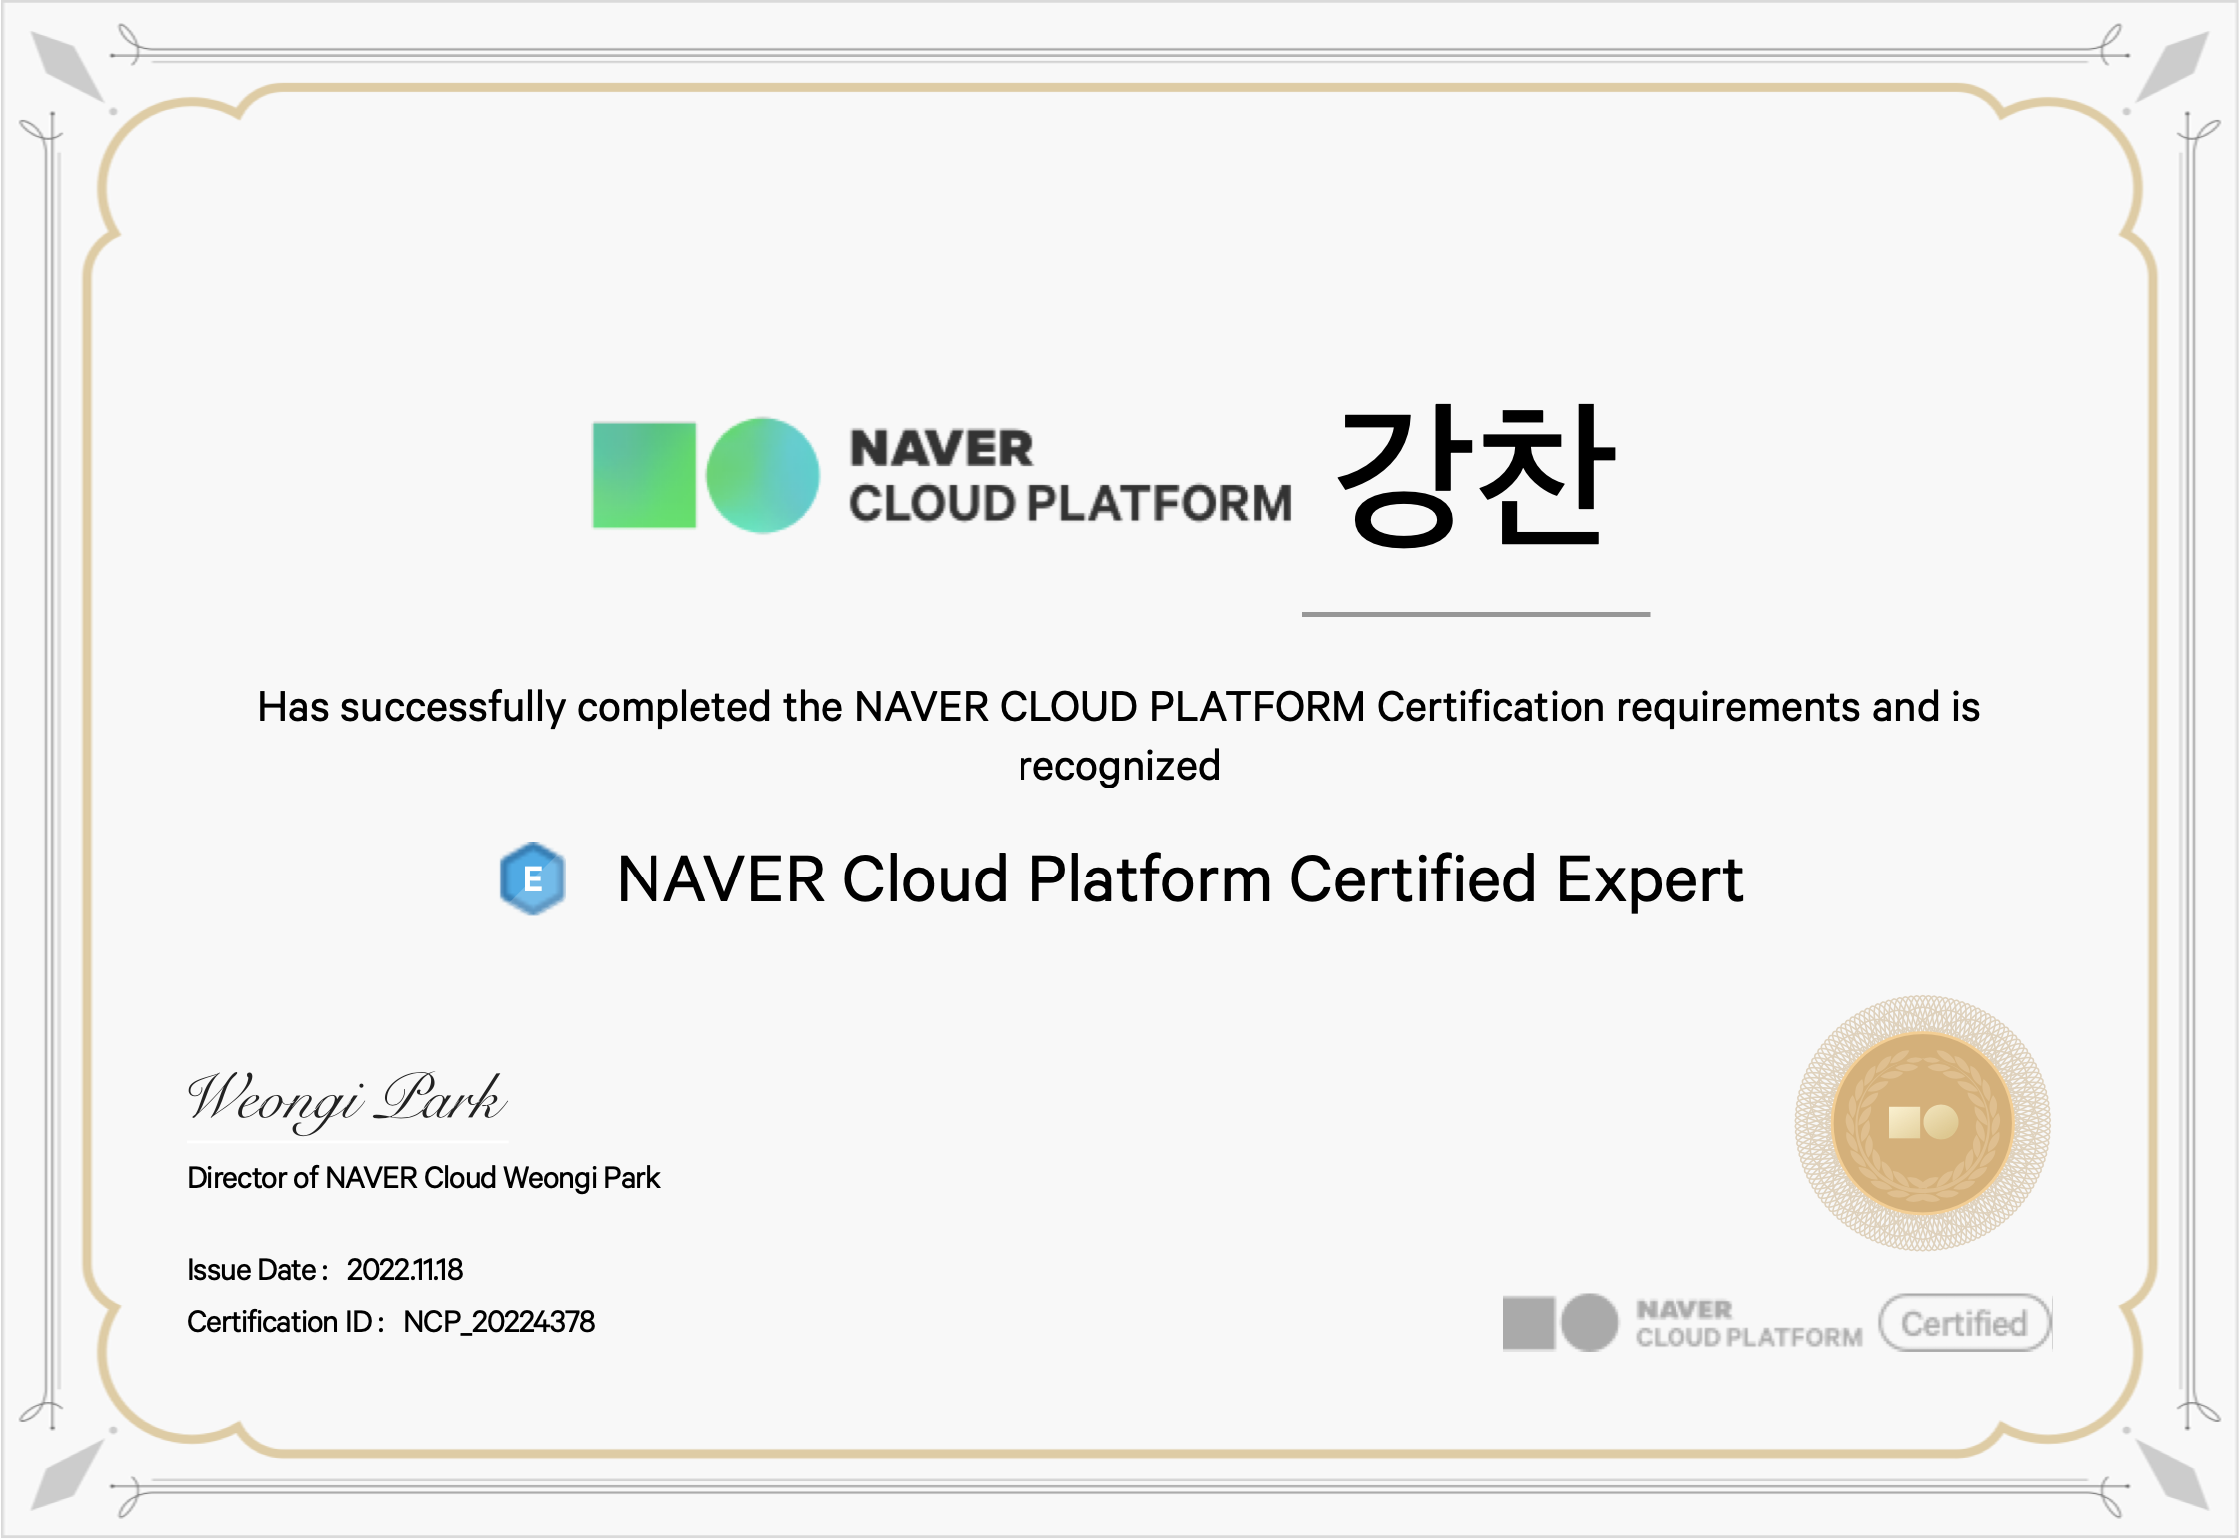 NAVER
CLOUD PLATFORM
강찬
Has successfully completed the NAVER CLOUD PLATFORM Certification requirements and is
recognized
E NAVER Cloud Platform Certified Expert
Weongi Park
Director of NAVER Cloud Weongi Park
Issue Date : 2022.11.18
Certification ID : NCP_20224378
NAVER
CLOUD PLATFORM
Certified